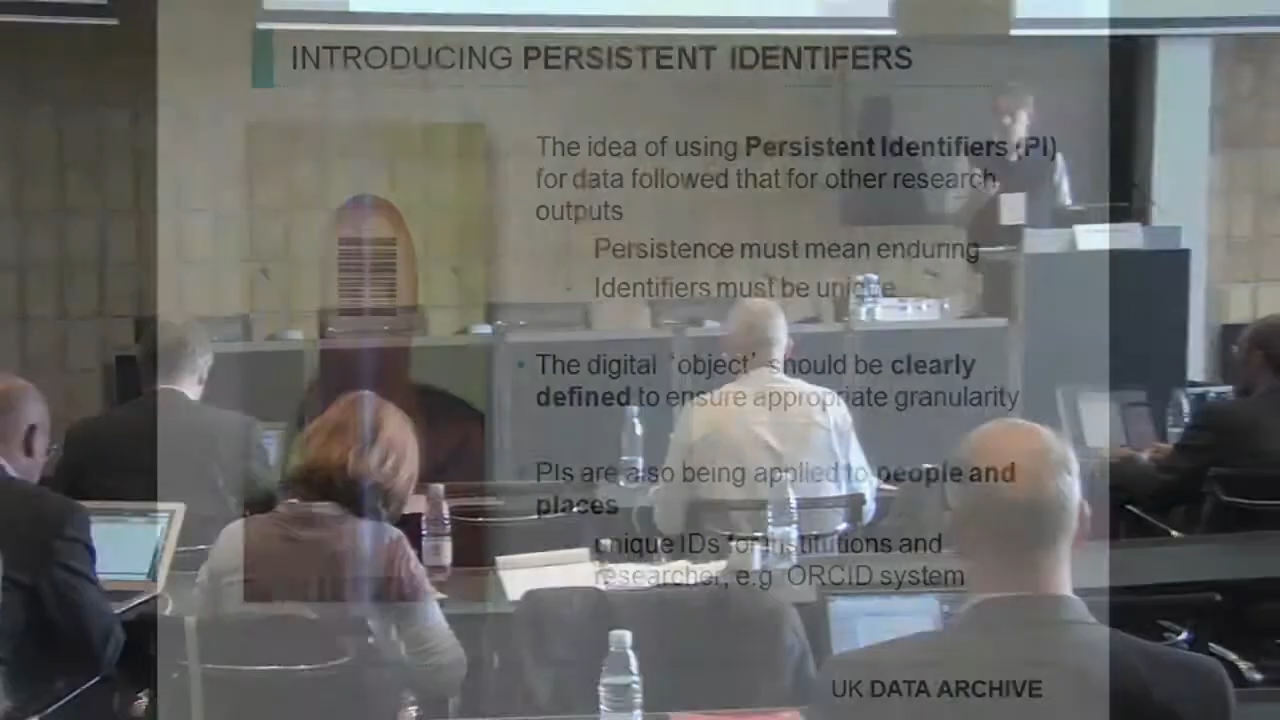 INTRODUCING PERSISTENT IDENTIFERS
The idea of using Persistent Identifiers (PI)
for data followed that for other research
outputs
Persistence must mean enduring
Identifiers must be unique
The digital 'object' should be clearly
defined to ensure appropriate granularity
PIs are also being applied to people and
places
unique IDs for institutions and
researcher, e.g ORCID system
UK DATA ARCHIVE